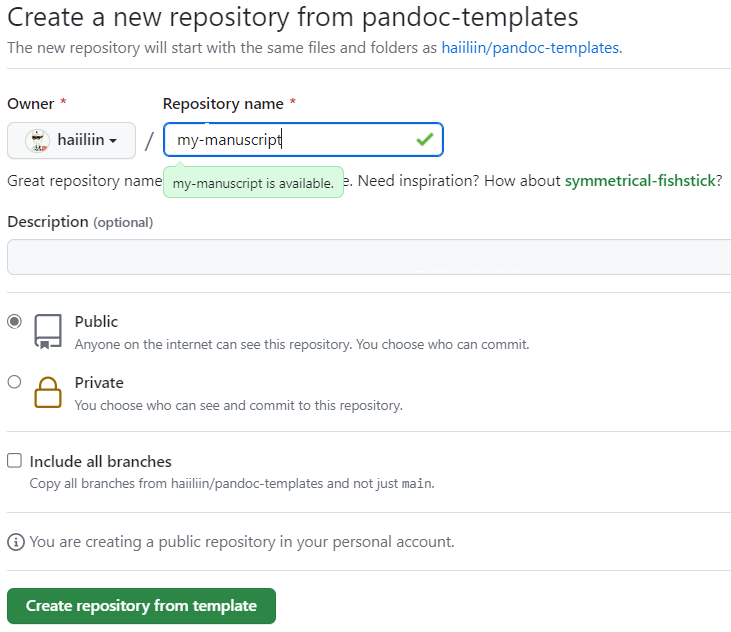 Create a new repository from pandoc-templates
The new repository will start with the same files and folders as haiiliin/pandoc-templates.
Owner * Repository name *
haiiliin / my-manuscript
Great repository name my-manuscript is available. e. Need inspiration? How about symmetrical-fishstick?
Description (optional)
Public
Anyone on the internet can see this repository. You choose who can commit.
Private
You choose who can see and commit to this repository.
Include all branches
Copy all branches from haiiliin/pandoc-templates and not just main.
You are creating a public repository in your personal account.
Create repository from template